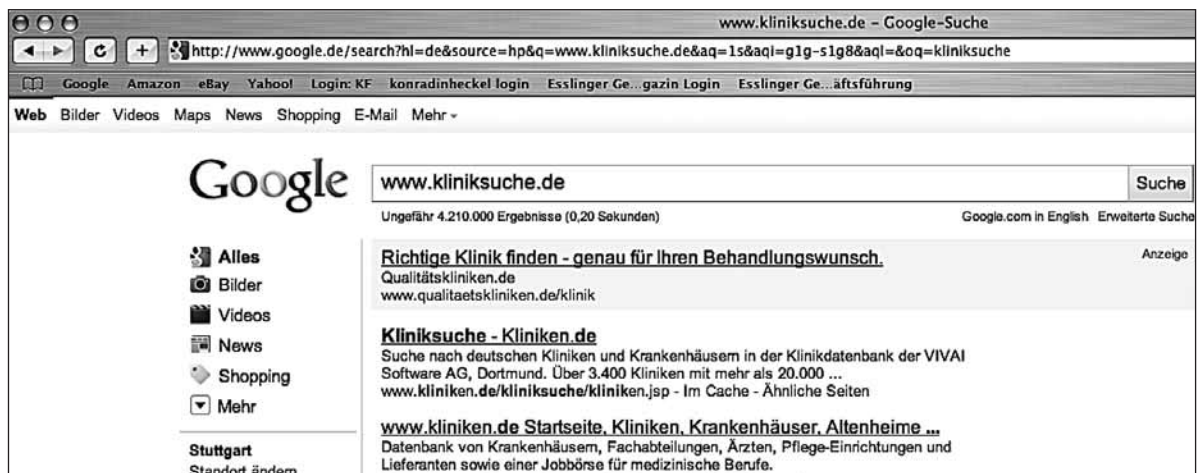 www.kliniksuche.de – Google-Suche
http://www.google.de/search?hl=de&source=hp&q=www.kliniksuche.de&aq=1s&aqi=g1g-s1g8&aql=&oq=kliniksuche
Google Amazon eBay Yahoo! Login: KF konradinheckel login Esslinger Ge...gazin Login Esslinger Ge...äftsführung
Web Bilder Videos Maps News Shopping E-Mail Mehr
Google
www.kliniksuche.de Suche
Ungefähr 4.210.000 Ergebnisse (0,20 Sekunden) Google.com in English Erweiterte Suche
Alles
Bilder
Videos
News
Shopping
Mehr
Stuttgart
Standort ändern
Richtige Klinik finden - genau für Ihren Behandlungswunsch. Anzeige
Qualitätskliniken.de
www.qualitaetskliniken.de/klinik
Kliniksuche - Kliniken.de
Suche nach deutschen Kliniken und Krankenhäusern in der Klinikdatenbank der VIVAI
Software AG, Dortmund. Über 3.400 Kliniken mit mehr als 20.000 ...
www.kliniken.de/kliniksuche/kliniken.jsp - Im Cache - Ähnliche Seiten
www.kliniken.de Startseite, Kliniken, Krankenhäuser, Altenheime ...
Datenbank von Krankenhäusern, Fachabteilungen, Ärzten, Pflege-Einrichtungen und
Lieferanten sowie einer Jobbörse für medizinische Berufe.